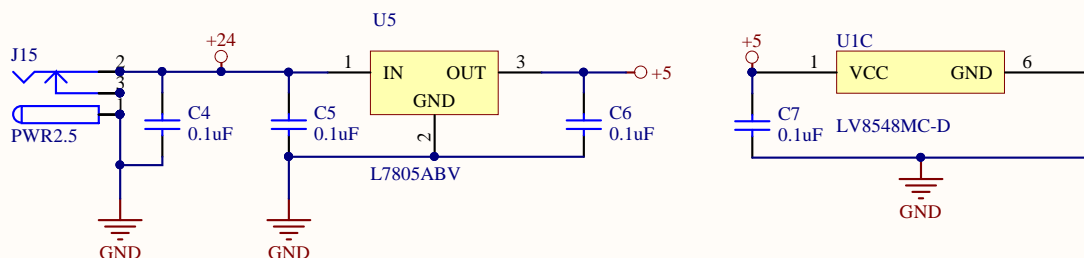 U5
+24
J15
2
3
1
PWR2.5
C4
0.1uF
GND
C5
0.1uF
GND
1
IN
OUT
3
GND
2
L7805ABV
C6
0.1uF
+5
+5
U1C
1
VCC
GND
6
C7
0.1uF
LV8548MC-D
GND